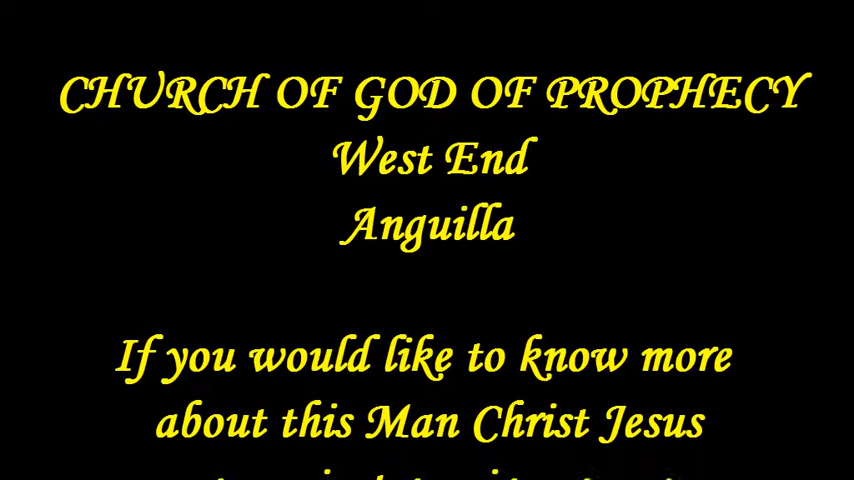 CHURCH OF GOD OF PROPHECY
West End
Anguilla
If you would like to know more
about this Man Christ Jesus